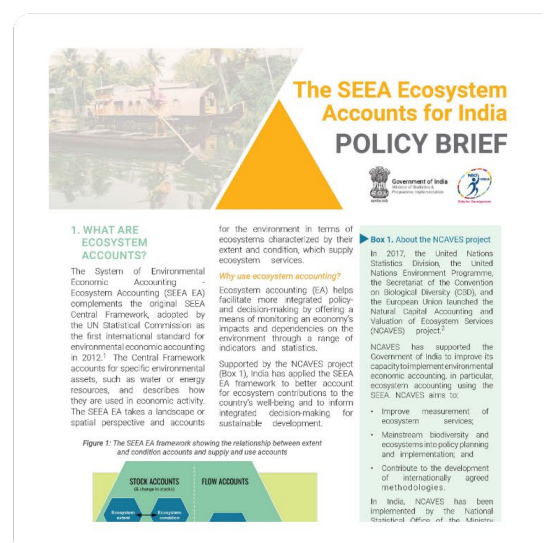 The SEEA Ecosystem
Accounts for India
POLICY BRIEF
Government of India
Ministry of Statistics &
Programme Implementation
1. WHAT ARE
ECOSYSTEM
ACCOUNTS?
The System of Environmental
Economic Accounting -
Ecosystem Accounting (SEEA EA)
complements the original SEEA
Central Framework, adopted by
the UN Statistical Commission as
the first international standard for
environmental economic accounting
in 2012.1 The Central Framework
accounts for specific environmental
assets, such as water or energy
resources, and describes how
they are used in economic activity.
The SEEA EA takes a landscape or
spatial perspective and accounts
for the environment in terms of
ecosystems characterized by their
extent and condition, which supply
ecosystem services.
Why use ecosystem accounting?
Ecosystem accounting (EA) helps
facilitate more integrated policy-
and decision-making by offering a
means of monitoring an economy's
impacts and dependencies on the
environment through a range of
indicators and statistics.
Supported by the NCAVES project
(Box 1), India has applied the SEEA
EA framework to better account
for ecosystem contributions to the
country's well-being and to inform
integrated decision-making for
sustainable development.
Box 1. About the NCAVES project
In 2017, the United Nations
Statistics Division, the United
Nations Environment Programme,
the Secretariat of the Convention
on Biological Diversity (CBD), and
the European Union launched the
Natural Capital Accounting and
Valuation of Ecosystem Services
(NCAVES) project.2
NCAVES has supported the
Government of India to improve its
capacity to implement environmental
economic accounting, in particular,
ecosystem accounting using the
SEEA. NCAVES aims to:
• Improve measurement of
ecosystem services;
• Mainstream biodiversity and
ecosystems into policy planning
and implementation; and
• Contribute to the development
of internationally agreed
methodologies.
In India, NCAVES has been
implemented by the National
Statistical Office of the Ministry
Figure 1: The SEEA EA framework showing the relationship between extent
and condition accounts and supply and use accounts
STOCK ACCOUNTS
(& change in stocks)
FLOW ACCOUNTS
Ecosystem
extent
Ecosystem
condition